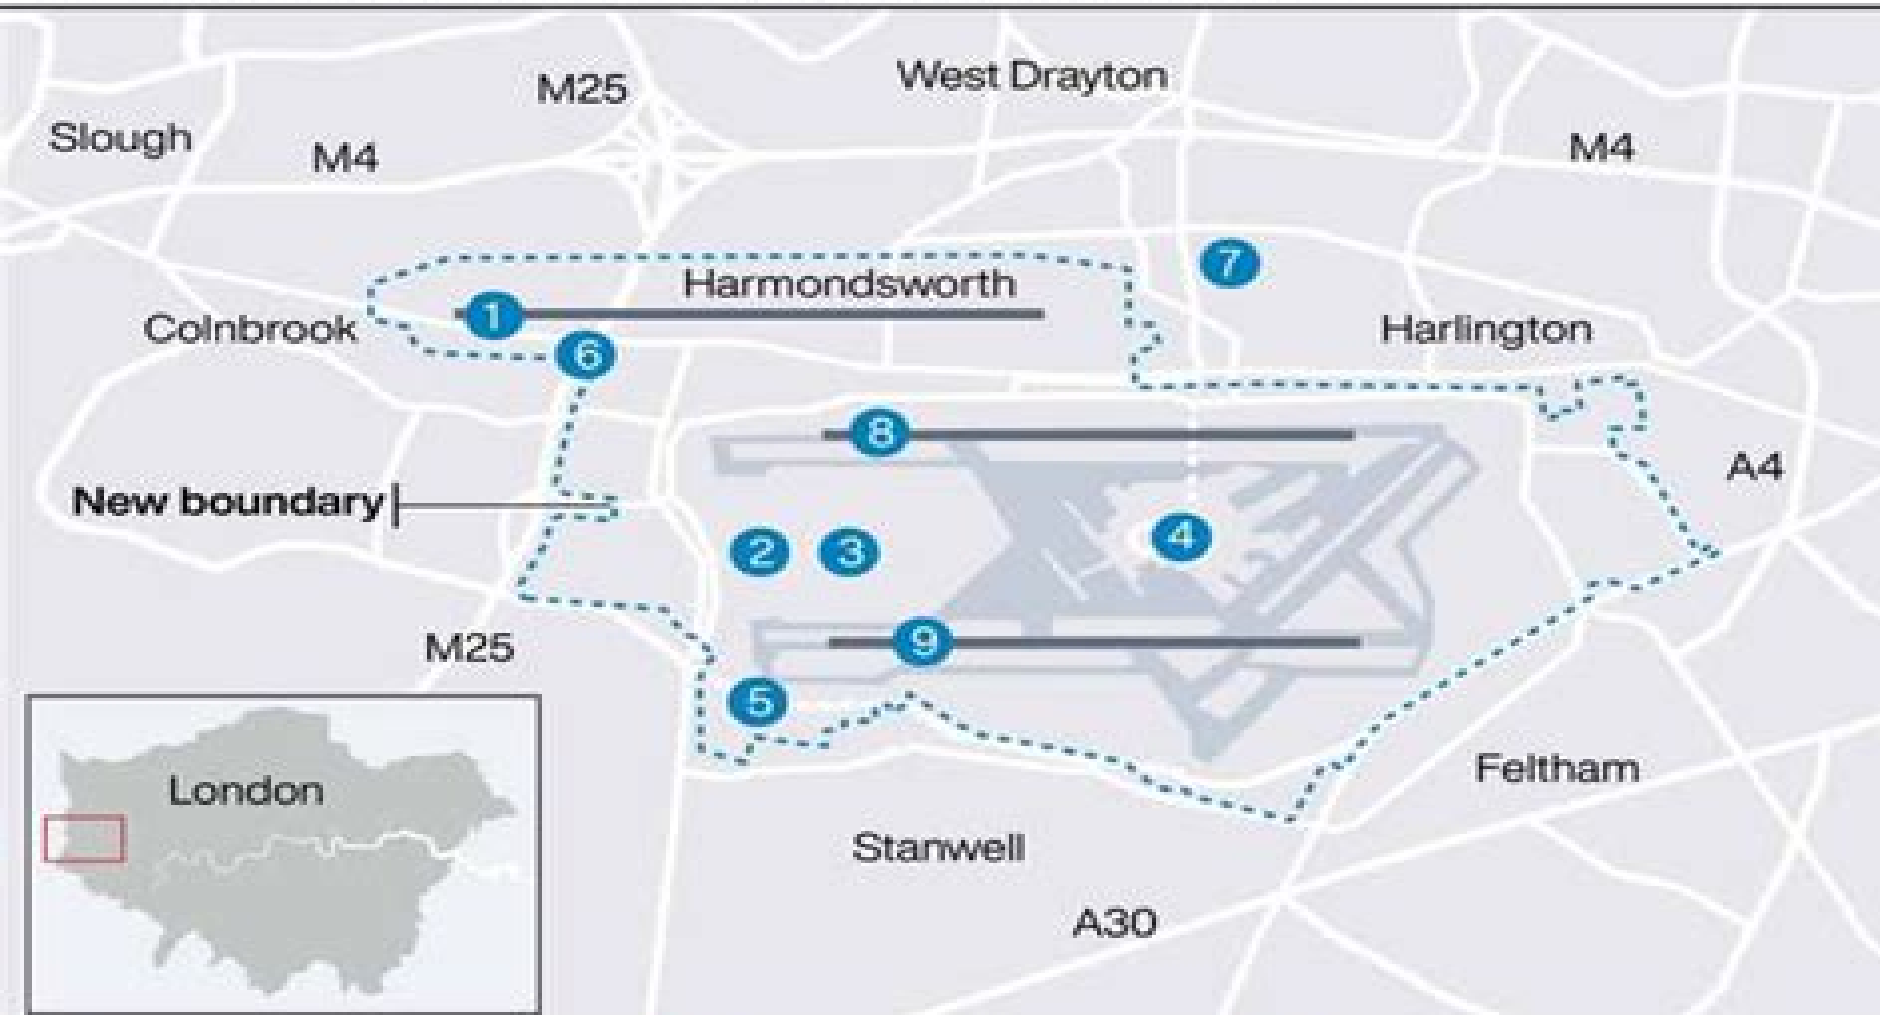 M25
West Drayton
Slough
M4
M4
7
Harmondsworth
1
Colnbrook
Harlington
6
8
A4
New boundary
2
3
4
9
M25
5
Feltham
London
Stanwell
A30